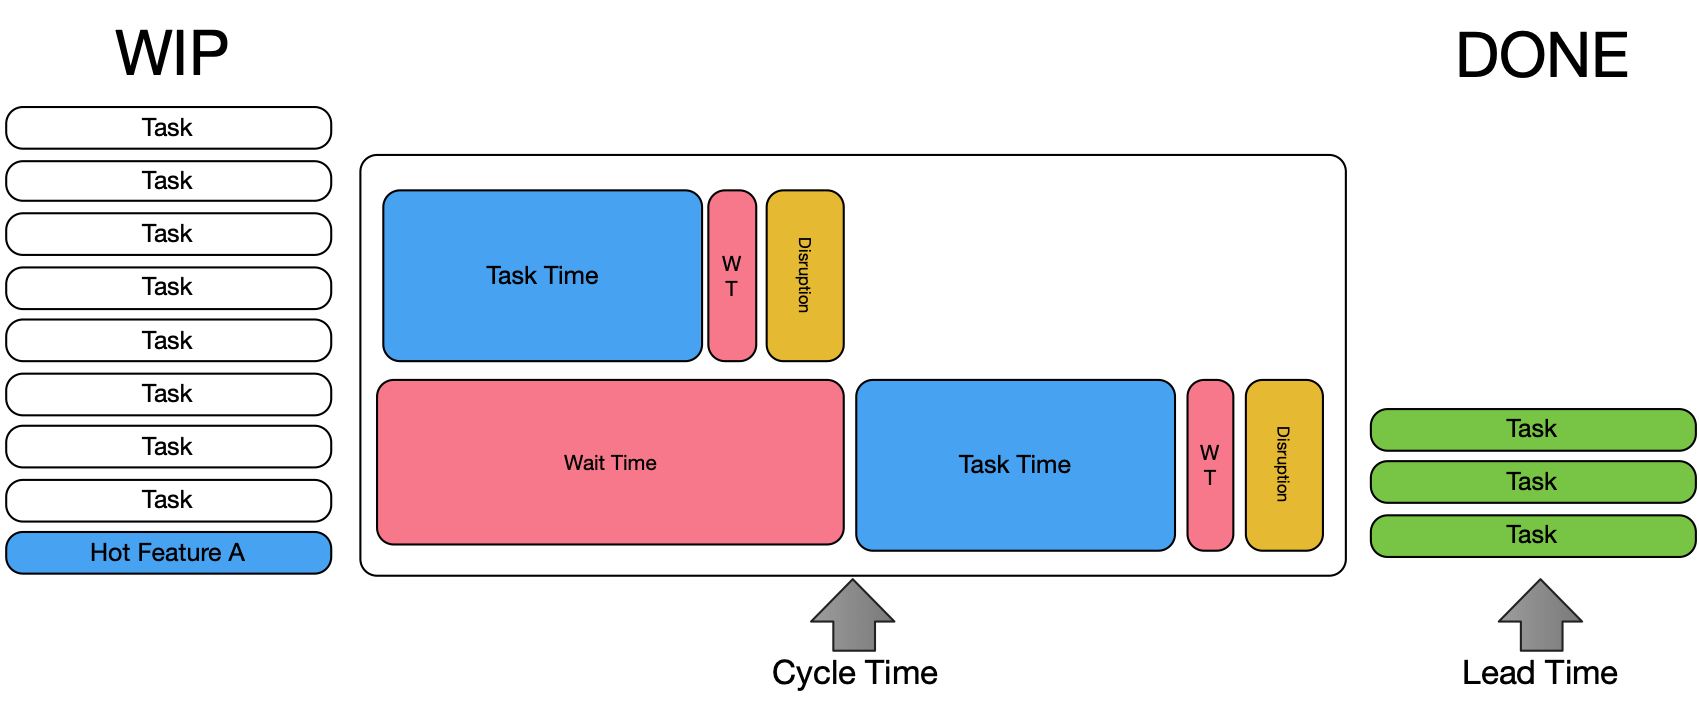 WIP
DONE
Task
Task
Task
Task
Task
Task
Task
Task
Hot Feature A
Task Time
W
T
Disruption
Wait Time
Task Time
W
T
Disruption
Task
Task
Task
Cycle Time
Lead Time